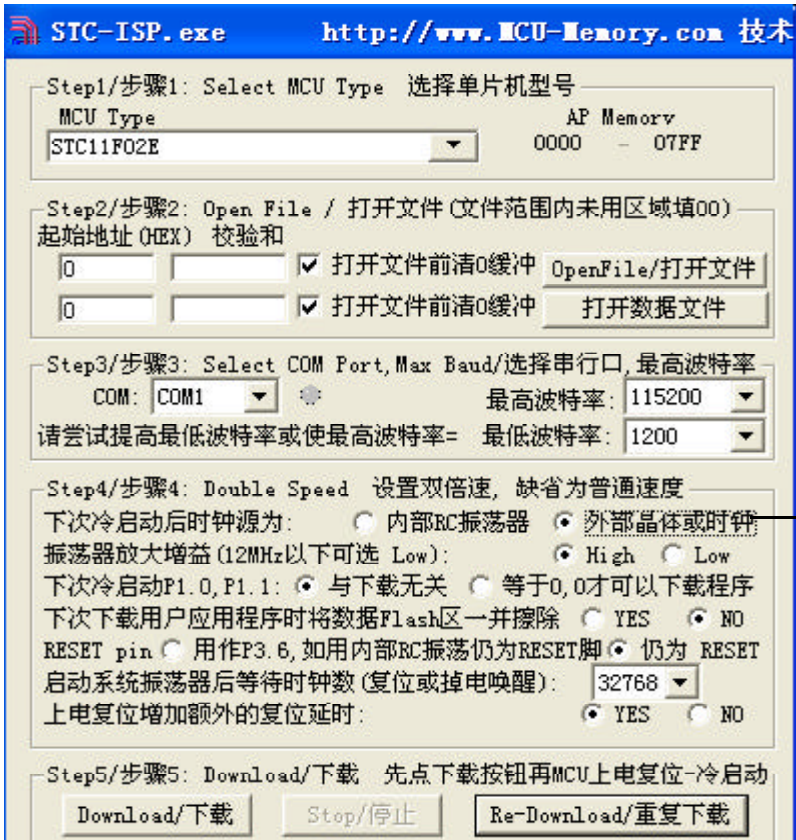 STC-ISP.exe http://www.MCU-Memory.com 技术
Step1/步骤1: Select MCU Type 选择单片机型号
MCU Type AP Memory
STC11F02E 0000 - 07FF
Step2/步骤2: Open File / 打开文件(文件范围内未用区域填00)
起始地址(HEX) 校验和
0 打开文件前清0缓冲 OpenFile/打开文件
0 打开文件前清0缓冲 打开数据文件
Step3/步骤3: Select COM Port,Max Baud/选择串行口,最高波特率
COM: COM1 最高波特率: 115200
请尝试提高最低波特率或使最高波特率= 最低波特率: 1200
Step4/步骤4: Double Speed 设置双倍速, 缺省为普通速度
下次冷启动后时钟源为: 内部RC振荡器 外部晶体或时钟
振荡器放大增益(12MHz以下可选 Low): High Low
下次冷启动P1.0,P1.1: 与下载无关 等于0,0才可以下载程序
下次下载用户应用程序时将数据Flash区一并擦除 YES NO
RESET pin 用作P3.6,如用内部RC振荡仍为RESET脚 仍为 RESET
启动系统振荡器后等待时钟数(复位或掉电唤醒): 32768
上电复位增加额外的复位延时: YES NO
Step5/步骤5: Download/下载 先点下载按钮再MCU上电复位-冷启动
Download/下载 Stop/停止 Re-Download/重复下载